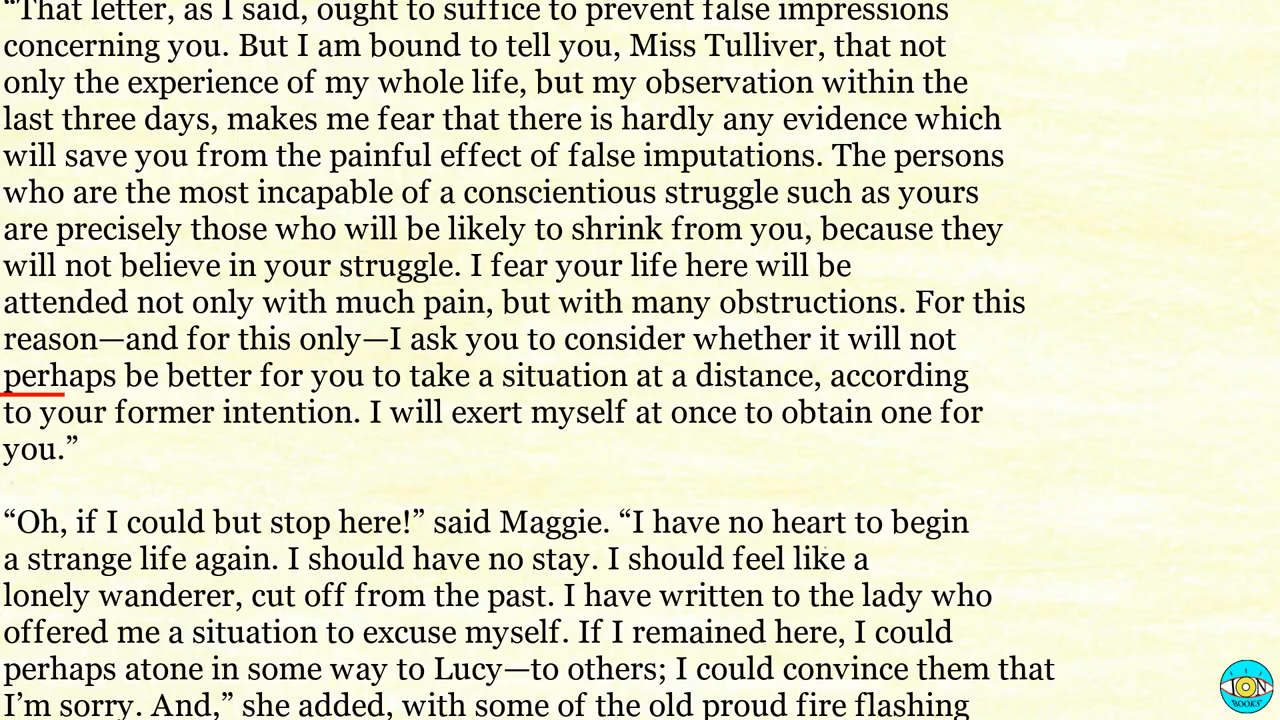 “That letter, as I said, ought to suffice to prevent false impressions
concerning you. But I am bound to tell you, Miss Tulliver, that not
only the experience of my whole life, but my observation within the
last three days, makes me fear that there is hardly any evidence which
will save you from the painful effect of false imputations. The persons
who are the most incapable of a conscientious struggle such as yours
are precisely those who will be likely to shrink from you, because they
will not believe in your struggle. I fear your life here will be
attended not only with much pain, but with many obstructions. For this
reason—and for this only—I ask you to consider whether it will not
perhaps be better for you to take a situation at a distance, according
to your former intention. I will exert myself at once to obtain one for
you.”
“Oh, if I could but stop here!” said Maggie. “I have no heart to begin
a strange life again. I should have no stay. I should feel like a
lonely wanderer, cut off from the past. I have written to the lady who
offered me a situation to excuse myself. If I remained here, I could
perhaps atone in some way to Lucy—to others; I could convince them that
I’m sorry. And,” she added, with some of the old proud fire flashing
ION
BOOKS